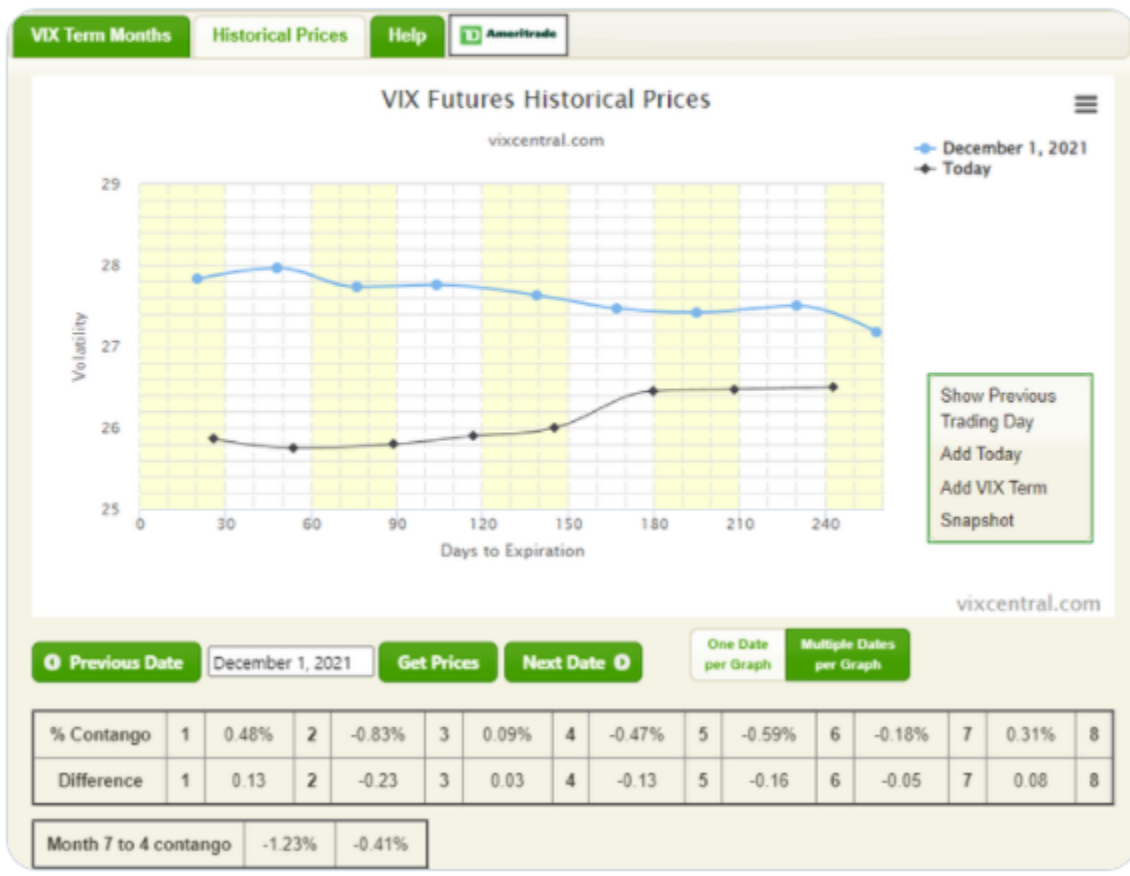 VIX Term Months Historical Prices Help TD Ameritrade
VIX Futures Historical Prices
vixcentral.com
December 1, 2021
Today
29
28
27
26
25
Volatility
0 30 60 90 120 150 180 210 240
Days to Expiration
Show Previous
Trading Day
Add Today
Add VIX Term
Snapshot
vixcentral.com
Previous Date December 1, 2021 Get Prices Next Date
One Date
per Graph
Multiple Dates
per Graph
% Contango 1 0.48% 2 -0.83% 3 0.09% 4 -0.47% 5 -0.59% 6 -0.18% 7 0.31% 8
Difference 1 0.13 2 -0.23 3 0.03 4 -0.13 5 -0.16 6 -0.05 7 0.08 8
Month 7 to 4 contango -1.23% -0.41%